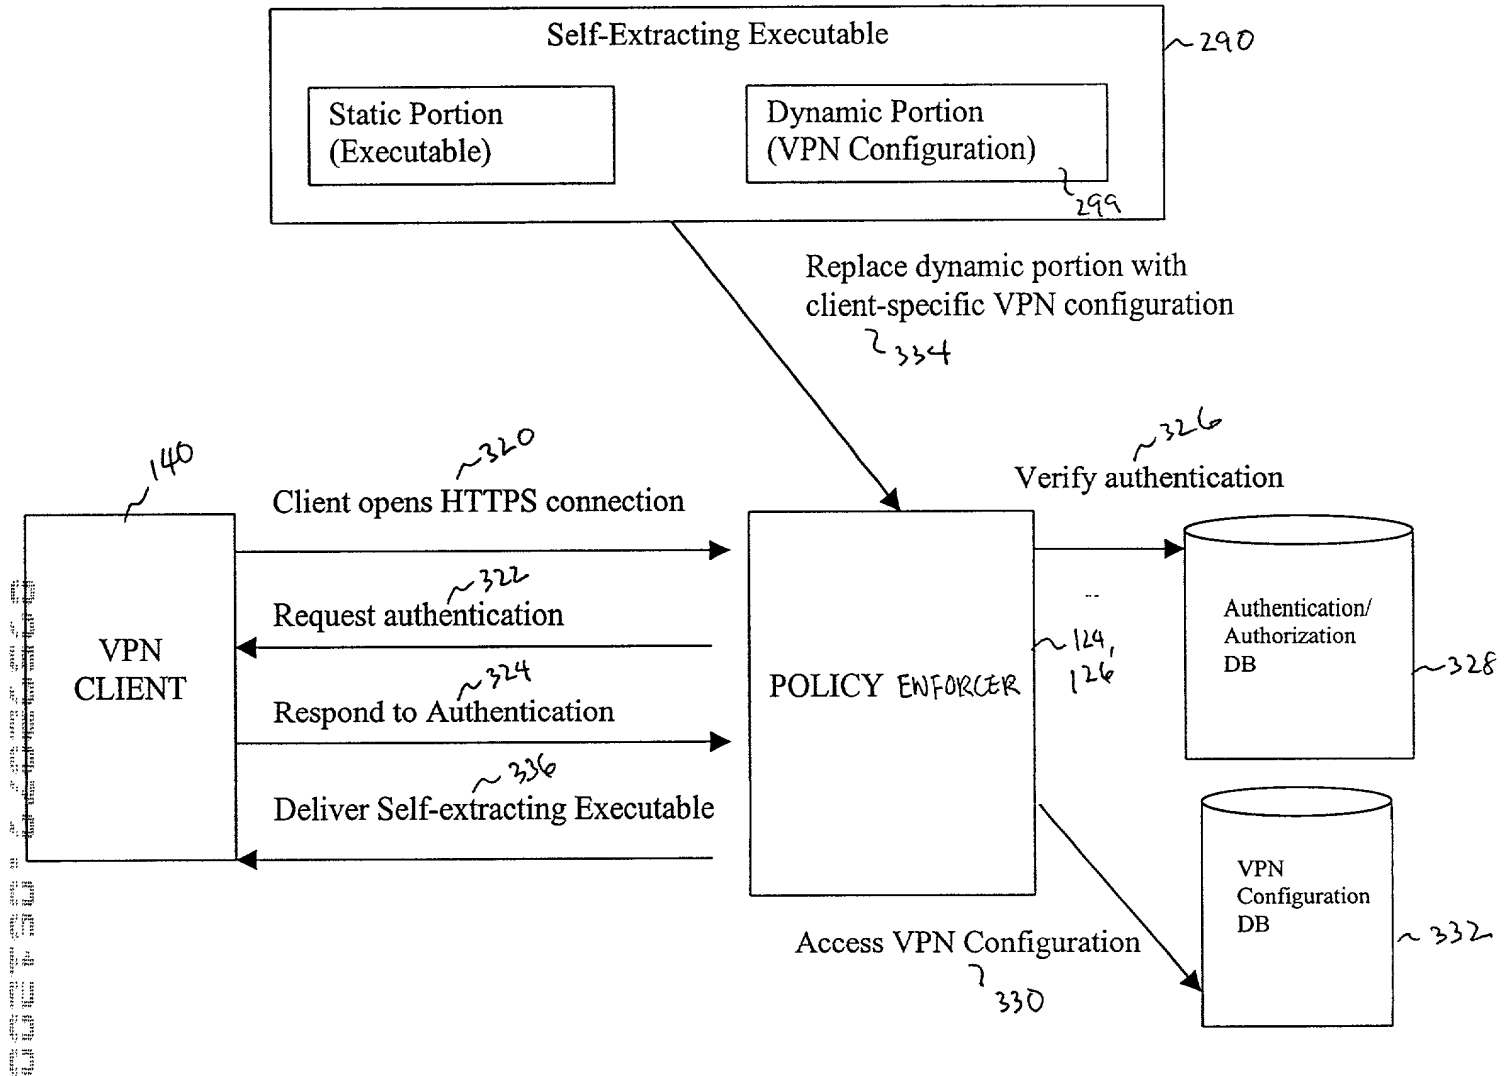 Self-Extracting Executable
290
Static Portion
(Executable)
Dynamic Portion
(VPN Configuration)
299
Replace dynamic portion with
client-specific VPN configuration
334
140
320
Client opens HTTPS connection
326
Verify authentication
322
Request authentication
VPN
CLIENT
324
Respond to Authentication
POLICY ENFORCER
124,
126
Authentication/
Authorization
DB
328
336
Deliver Self-extracting Executable
VPN
Configuration
DB
332
Access VPN Configuration
330